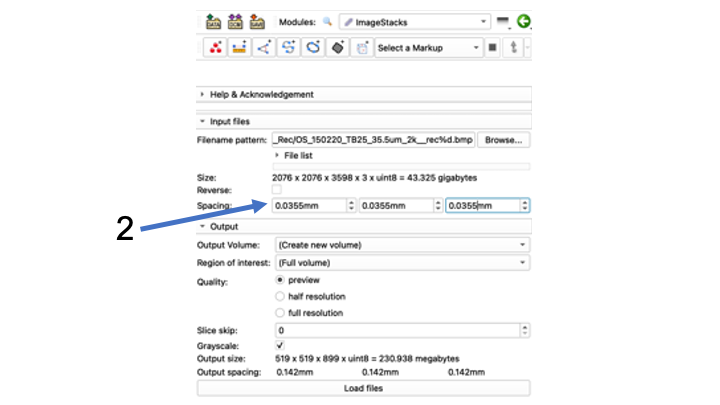 DATA DCM SAVE Modules: ImageStacks
Select a Markup
Help & Acknowledgement
Input files
Filename pattern: _Rec/OS_150220_TB25_35.5um_2k__rec%d.bmp Browse...
File list
Size: 2076 x 2076 x 3598 x 3 x uint8 = 43.325 gigabytes
Reverse:
Spacing: 0.0355mm 0.0355mm 0.0355mm
2
Output
Output Volume: (Create new volume)
Region of interest: (Full volume)
Quality: preview
half resolution
full resolution
Slice skip: 0
Grayscale:
Output size: 519 x 519 x 899 x uint8 = 230.938 megabytes
Output spacing: 0.142mm 0.142mm 0.142mm
Load files